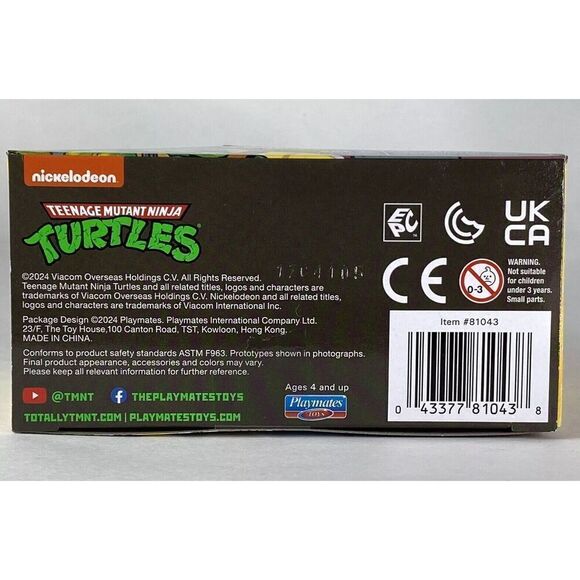 nickelodeon
TEENAGE MUTANT NINJA
TURTLES
©2024 Viacom Overseas Holdings C.V. All Rights Reserved.
Teenage Mutant Ninja Turtles and all related titles, logos and characters are
trademarks of Viacom Overseas Holdings C.V. Nickelodeon and all related titles,
logos and characters are trademarks of Viacom International Inc.
Package Design ©2024 Playmates. Playmates International Company Ltd.
23/F, The Toy House,100 Canton Road, TST, Kowloon, Hong Kong.
MADE IN CHINA.
Conforms to product safety standards ASTM F963. Prototypes shown in photographs.
Final product appearance, accessories and colors may vary.
Please keep all relevant information for further reference.
@TMNT THEPLAYMATESTOYS
TOTALLYTMNT.COM | PLAYMATESTOYS.COM
EPC
UK
CA
CE
0-3
WARNING.
Not suitable
for children
under 3 years.
Small parts.
Item #81043
0 43377 81043 8
Ages 4 and up
Playmates
TOYS